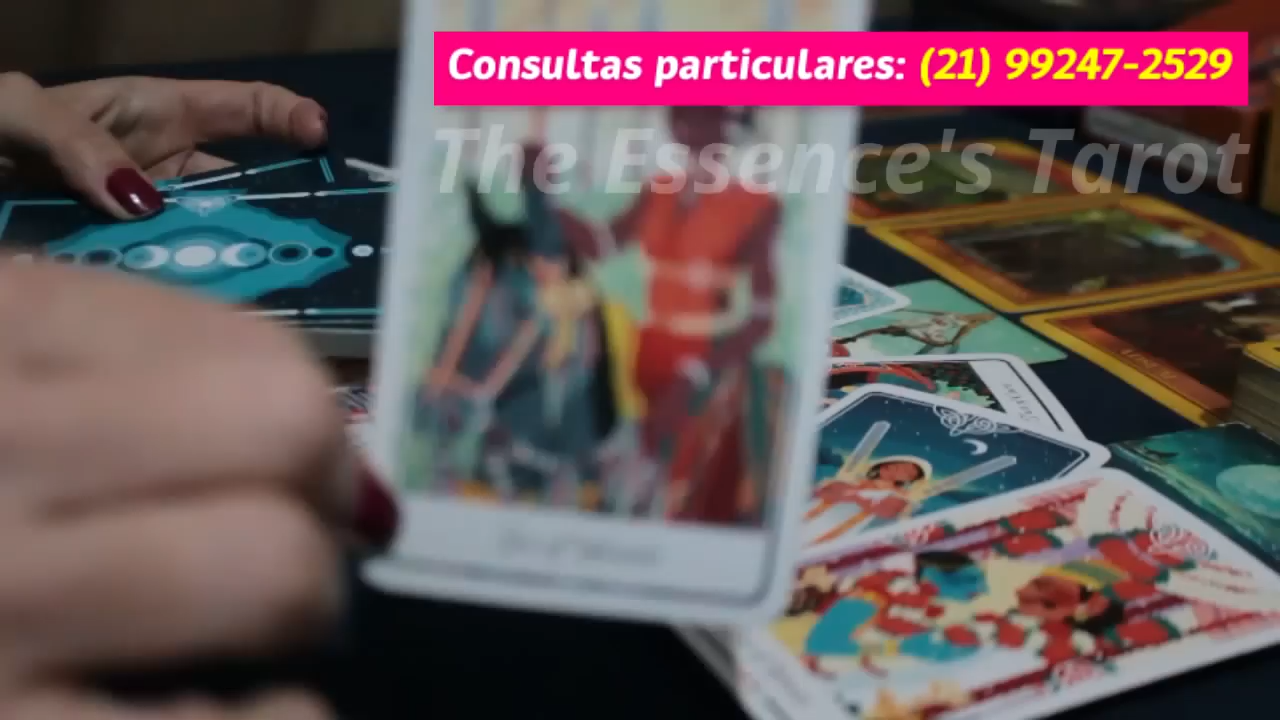 Consultas particulares: (21) 99247-2529
The Essence's Tarot